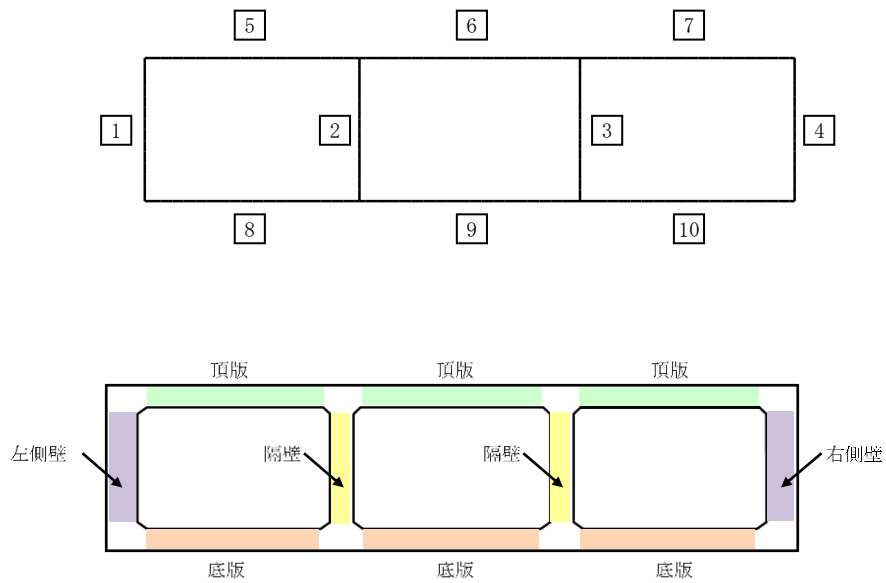 5 6 7
1 2 3 4
8 9 10
頂版 頂版 頂版
左側壁 隔壁 隔壁 右側壁
底版 底版 底版